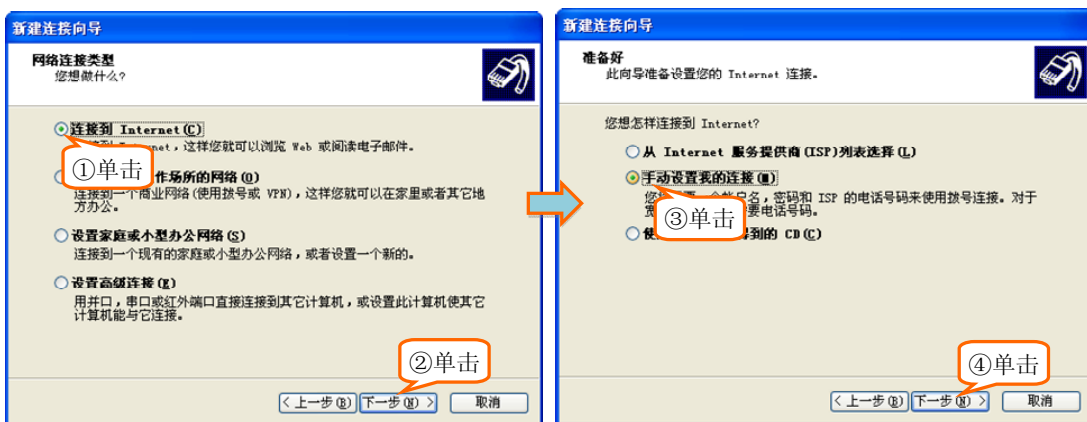 新建连接向导
网络连接类型
您想做什么?
连接到 Internet(C)
net，这样您就可以浏览 Web 或阅读电子邮件。
①单击
作场所的网络(O)
连接到一个商业网络(使用拨号或 VPN)，这样您就可以在家里或者其它地
方办公。
设置家庭或小型办公网络(S)
连接到一个现有的家庭或小型办公网络，或者设置一个新的。
设置高级连接(E)
用并口，串口或红外端口直接连接到其它计算机，或设置此计算机使其它
计算机能与它连接。
②单击
< 上一步(B)
下一步(N) >
取消
新建连接向导
准备好
此向导准备设置您的 Internet 连接。
您想怎样连接到 Internet?
从 Internet 服务提供商(ISP)列表选择(L)
手动设置我的连接(M)
密码和 ISP 的电话号码来使用拨号连接。对于
要电话号码。
③单击
得到的 CD(C)
④单击
< 上一步(B)
下一步(N) >
取消